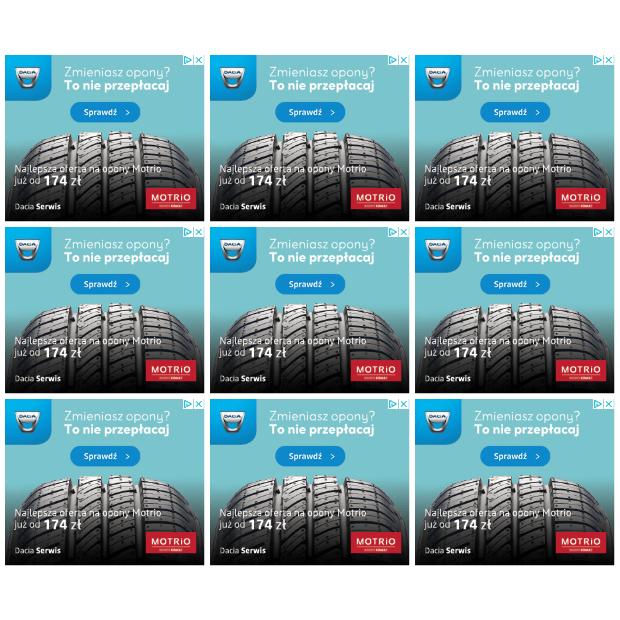 DACIA
Zmieniasz opony?
To nie przepłacaj
Sprawdź >
Najlepsza oferta na opony Motrio
już od 174 zł
Dacia Serwis
MOTRIO
DACIA
Zmieniasz opony?
To nie przepłacaj
Sprawdź >
Najlepsza oferta na opony Motrio
już od 174 zł
Dacia Serwis
MOTRIO
DACIA
Zmieniasz opony?
To nie przepłacaj
Sprawdź >
Najlepsza oferta na opony Motrio
już od 174 zł
Dacia Serwis
MOTRIO
DACIA
Zmieniasz opony?
To nie przepłacaj
Sprawdź >
Najlepsza oferta na opony Motrio
już od 174 zł
Dacia Serwis
MOTRIO
DACIA
Zmieniasz opony?
To nie przepłacaj
Sprawdź >
Najlepsza oferta na opony Motrio
już od 174 zł
Dacia Serwis
MOTRIO
DACIA
Zmieniasz opony?
To nie przepłacaj
Sprawdź >
Najlepsza oferta na opony Motrio
już od 174 zł
Dacia Serwis
MOTRIO
DACIA
Zmieniasz opony?
To nie przepłacaj
Sprawdź >
Najlepsza oferta na opony Motrio
już od 174 zł
Dacia Serwis
MOTRIO
DACIA
Zmieniasz opony?
To nie przepłacaj
Sprawdź >
Najlepsza oferta na opony Motrio
już od 174 zł
Dacia Serwis
MOTRIO
DACIA
Zmieniasz opony?
To nie przepłacaj
Sprawdź >
Najlepsza oferta na opony Motrio
już od 174 zł
Dacia Serwis
MOTRIO